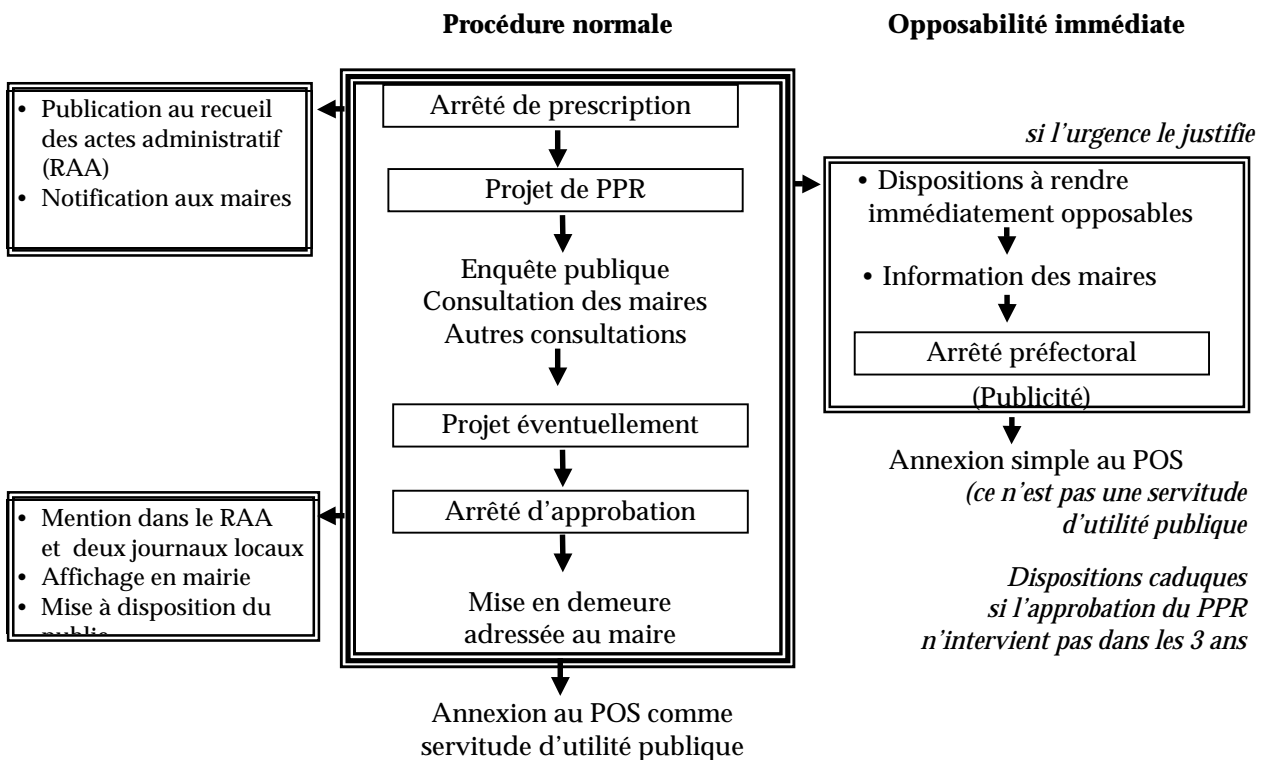 Procédure normale
Opposabilité immédiate
• Publication au recueil
des actes administratif
(RAA)
• Notification aux maires
Arrêté de prescription
Projet de PPR
Enquête publique
Consultation des maires
Autres consultations
Projet éventuellement
Arrêté d'approbation
Mise en demeure
adressée au maire
Annexion au POS comme
servitude d'utilité publique
• Mention dans le RAA
et deux journaux locaux
• Affichage en mairie
• Mise à disposition du
public
si l'urgence le justifie
• Dispositions à rendre
immédiatement opposables
• Information des maires
Arrêté préfectoral
(Publicité)
Annexion simple au POS
(ce n'est pas une servitude
d'utilité publique
Dispositions caduques
si l'approbation du PPR
n'intervient pas dans les 3 ans